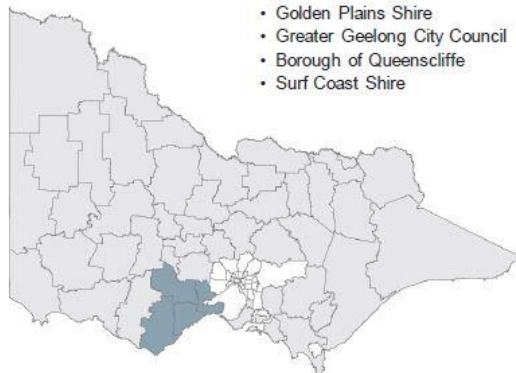 • Golden Plains Shire
• Greater Geelong City Council
• Borough of Queenscliffe
• Surf Coast Shire